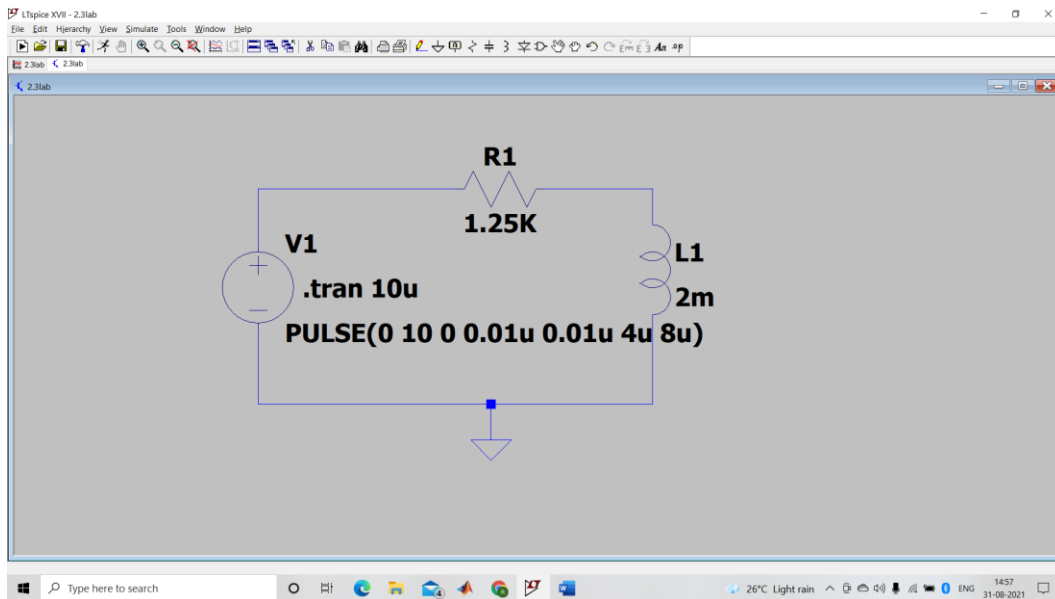 LTspice XVII - 2.3lab
File Edit Hierarchy View Simulate Tools Window Help
2.3lab 2.3lab
2.3lab
R1
1.25K
V1
L1
.tran 10u
2m
PULSE(0 10 0 0.01u 0.01u 4u 8u)
Type here to search
26°C Light rain ENG
14:57
31-08-2021